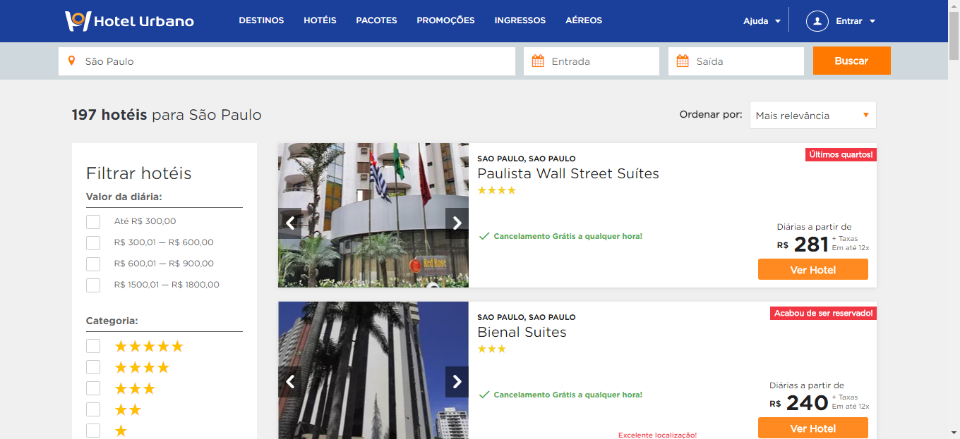 Hotel Urbano
DESTINOS HOTÉIS PACOTES PROMOÇÕES INGRESSOS AÉREOS
Ajuda
Entrar
São Paulo
Entrada
Saída
Buscar
197 hotéis para São Paulo
Ordenar por:
Mais relevância
Filtrar hotéis
Valor da diária:
Até R$ 300,00
R$ 300,01 — R$ 600,00
R$ 600,01 — R$ 900,00
R$ 1500,01 — R$ 1800,00
Categoria:
Últimos quartos!
SAO PAULO, SAO PAULO
Paulista Wall Street Suítes
Cancelamento Grátis a qualquer hora!
Diárias a partir de
R$ 281 + Taxas
Em até 12x
Ver Hotel
Acabou de ser reservado!
SAO PAULO, SAO PAULO
Bienal Suites
Cancelamento Grátis a qualquer hora!
Diárias a partir de
R$ 240 + Taxas
Em até 12x
Ver Hotel
Excelente localização!